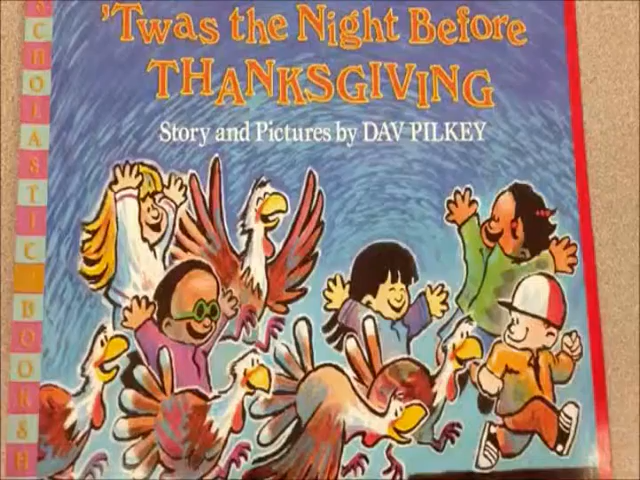 'Twas the Night Before
THANKSGIVING
Story and Pictures by DAV PILKEY
SCHOLASTIC BOOKSH